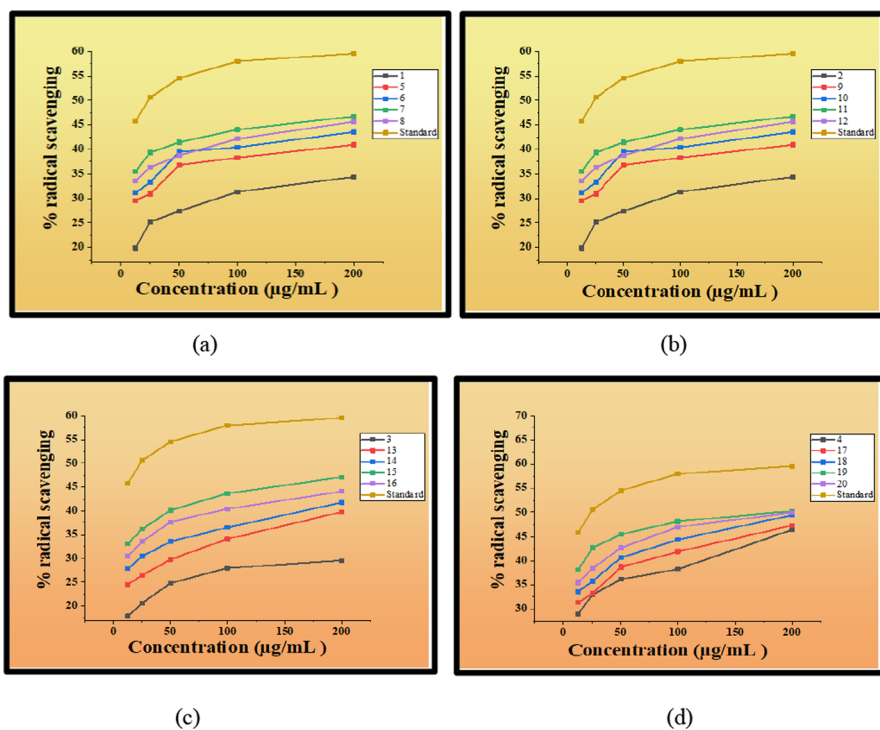 60
55
50
45
40
35
30
25
20
% radical scavenging
0 50 100 150 200
Concentration (µg/mL )
1
5
6
7
8
Standard
(a)
60
55
50
45
40
35
30
25
20
% radical scavenging
0 50 100 150 200
Concentration (µg/mL )
2
9
10
11
12
Standard
(b)
60
55
50
45
40
35
30
25
20
% radical scavenging
0 50 100 150 200
Concentration (µg/mL )
3
13
14
15
16
Standard
(c)
70
65
60
55
50
45
40
35
30
% radical scavenging
0 50 100 150 200
Concentration (µg/mL )
4
17
18
19
20
Standard
(d)